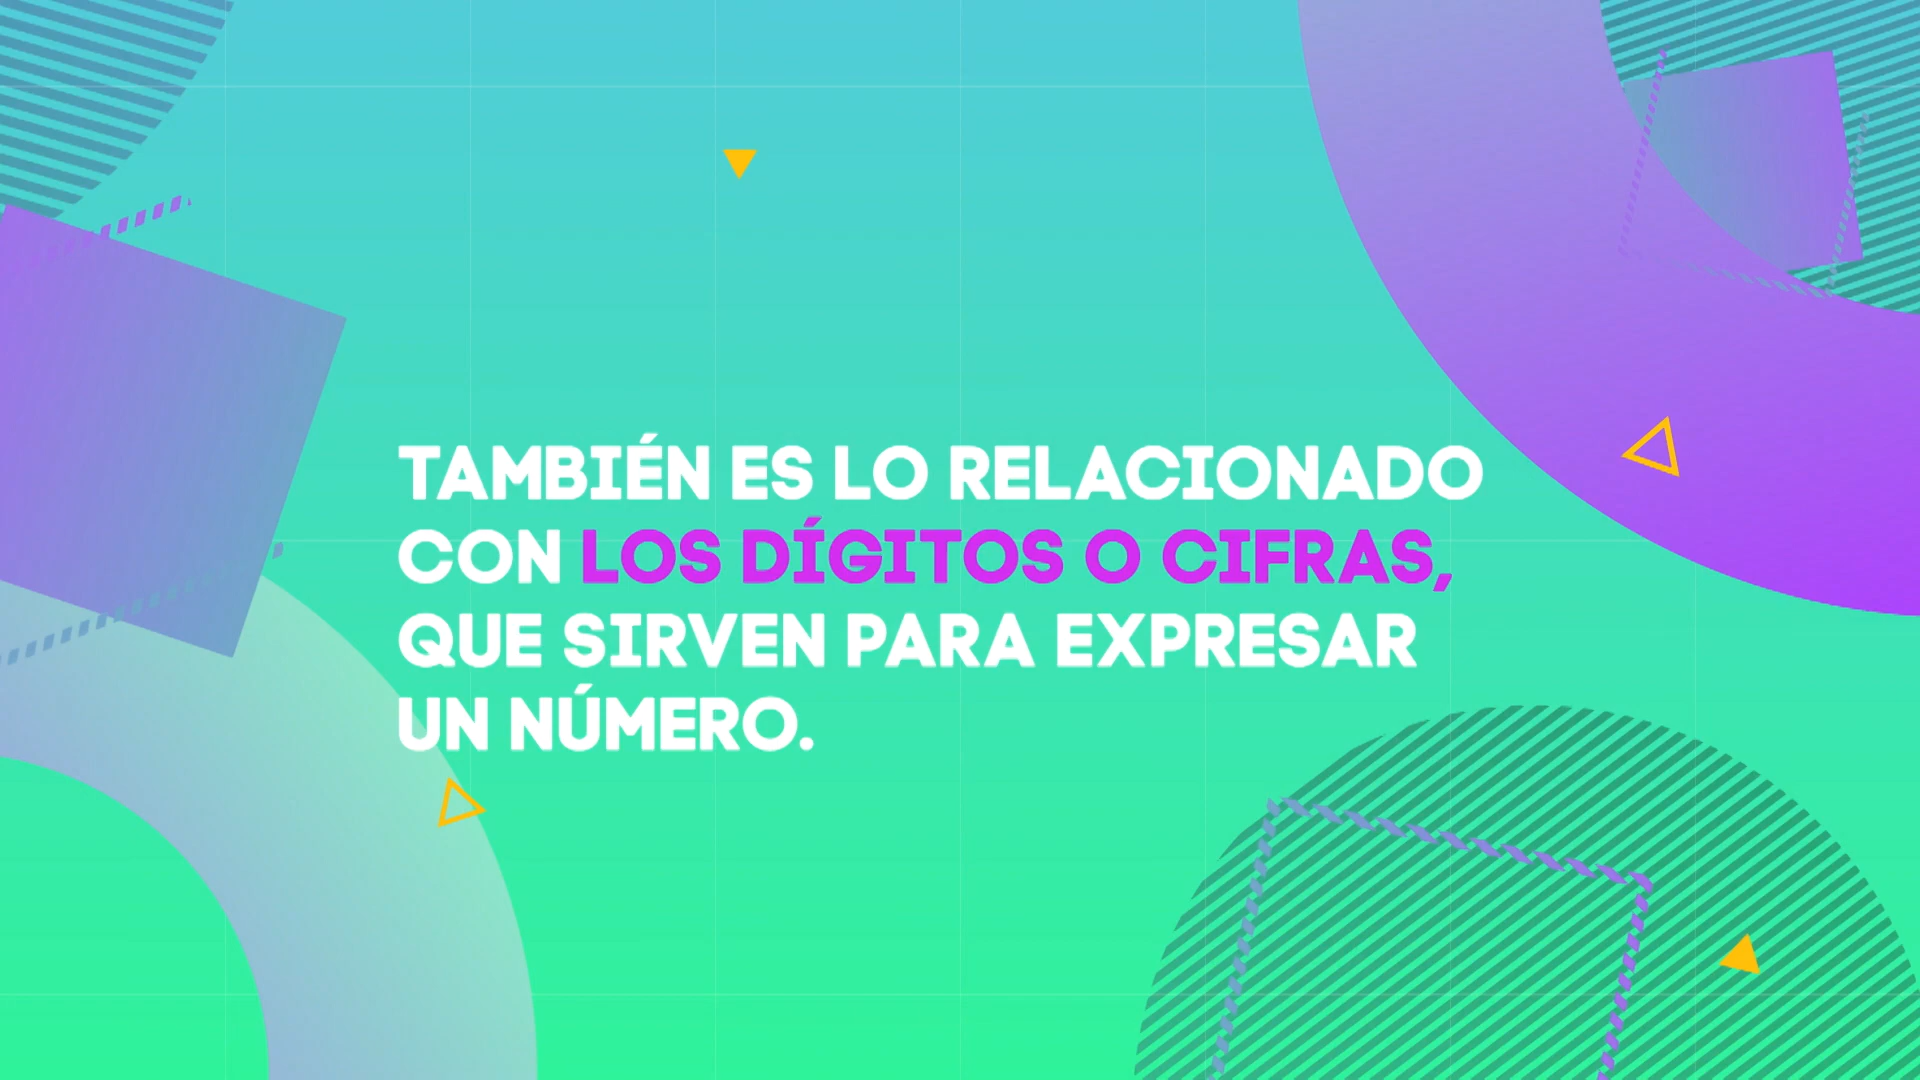 TAMBIÉN ES LO RELACIONADO
CON LOS DÍGITOS O CIFRAS,
QUE SIRVEN PARA EXPRESAR
UN NÚMERO.